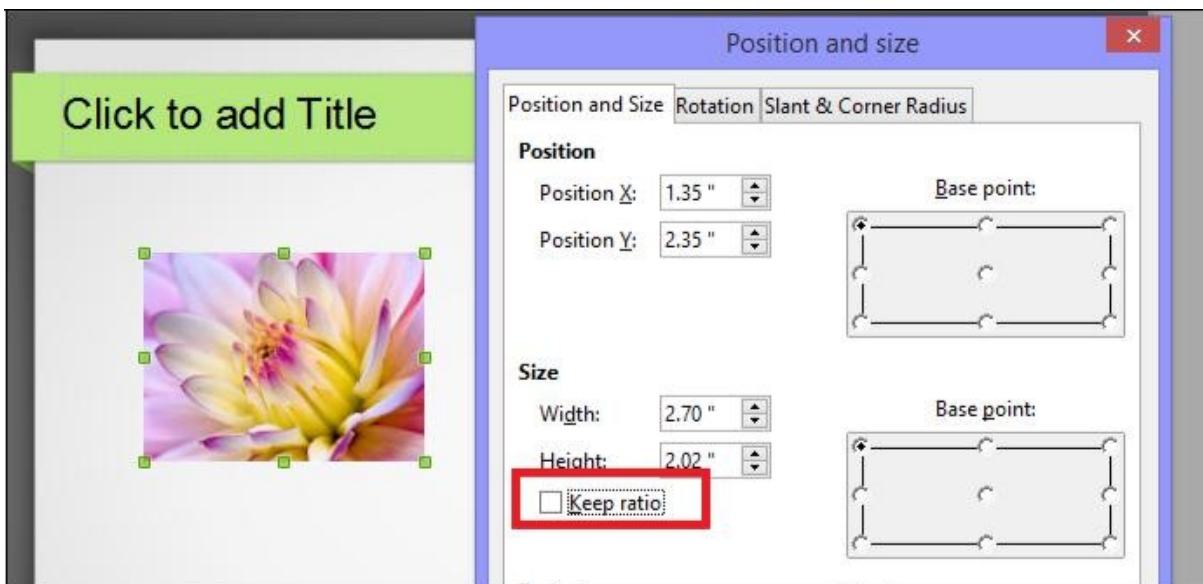 Position and size
Click to add Title
Position and Size Rotation Slant & Corner Radius
Position
Position X: 1.35 "
Base point:
Position Y: 2.35 "
Size
Width: 2.70 "
Base point:
Height: 2.02 "
Keep ratio